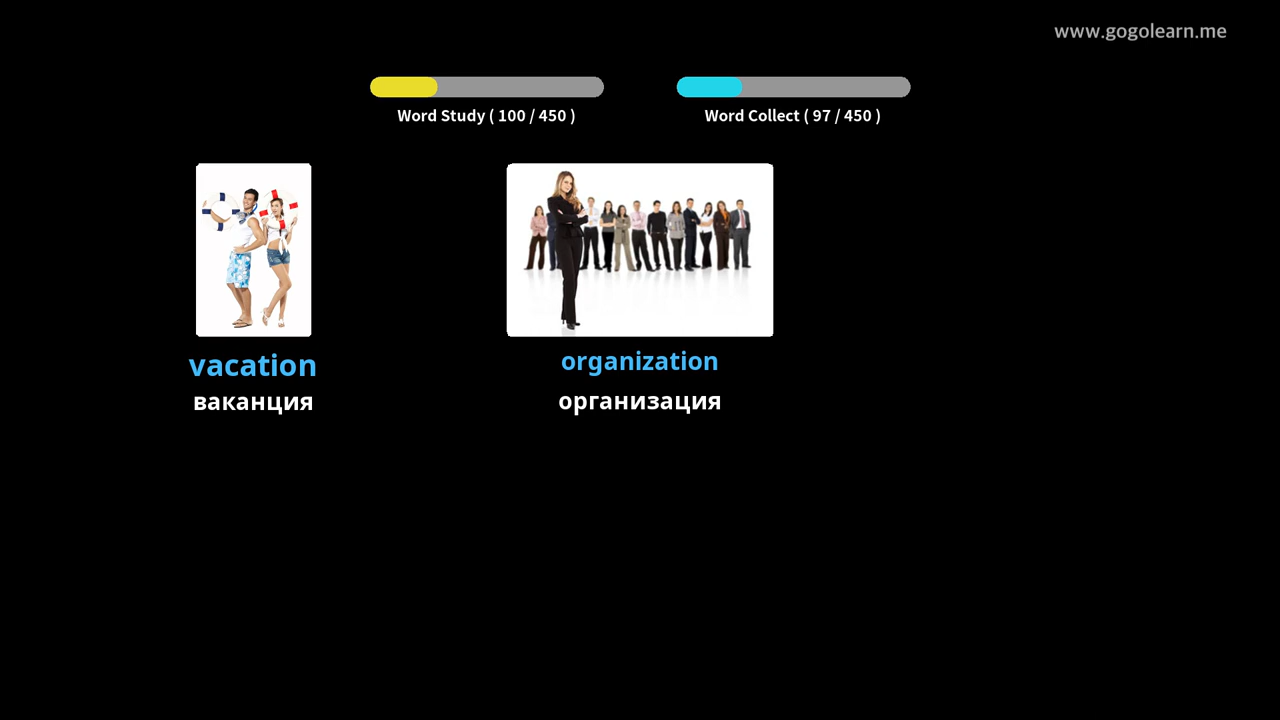 www.gogolearn.me
Word Study ( 100 / 450 )
Word Collect ( 97 / 450 )
vacation
ваканция
organization
организация